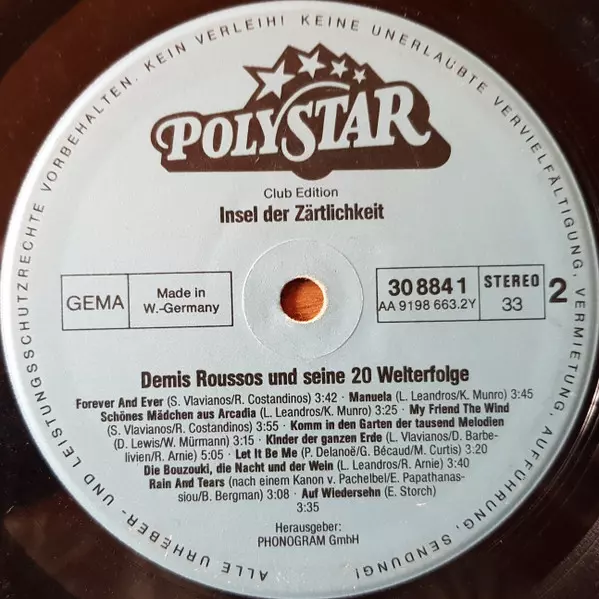 ALLE URHEBER- UND LEISTUNGSSCHUTZRECHTE VORBEHALTEN. KEIN VERLEIH! KEINE UNERLAUBTE VERVIELFÄLTIGUNG, VERMIETUNG, AUFFÜHRUNG, SENDUNG!
POLYSTAR
Club Edition
Insel der Zärtlichkeit
GEMA
Made in
W.-Germany
30 884 1
AA 9198 663.2Y
STEREO
33
2
Demis Roussos und seine 20 Welterfolge
Forever And Ever (S. Vlavianos/R. Costandinos) 3:42 · Manuela (L. Leandros/K. Munro) 3:45
Schönes Mädchen aus Arcadia (L. Leandros/K. Munro) 3:25 · My Friend The Wind
(S. Vlavianos/R. Costandinos) 3:55 · Komm in den Garten der tausend Melodien
(D. Lewis/W. Mürmann) 3:15 · Kinder der ganzen Erde (L. Vlavianos/D. Barbe-
livien/R. Arnie) 5:05 · Let It Be Me (P. Delanoë/G. Bécaud/M. Curtis) 3:20
Die Bouzouki, die Nacht und der Wein (L. Leandros/R. Arnie) 3:40
Rain And Tears (nach einem Kanon v. Pachelbel/E. Papathanas-
siou/B. Bergman) 3:08 · Auf Wiedersehn (E. Storch)
3:35
Herausgeber:
PHONOGRAM GmbH